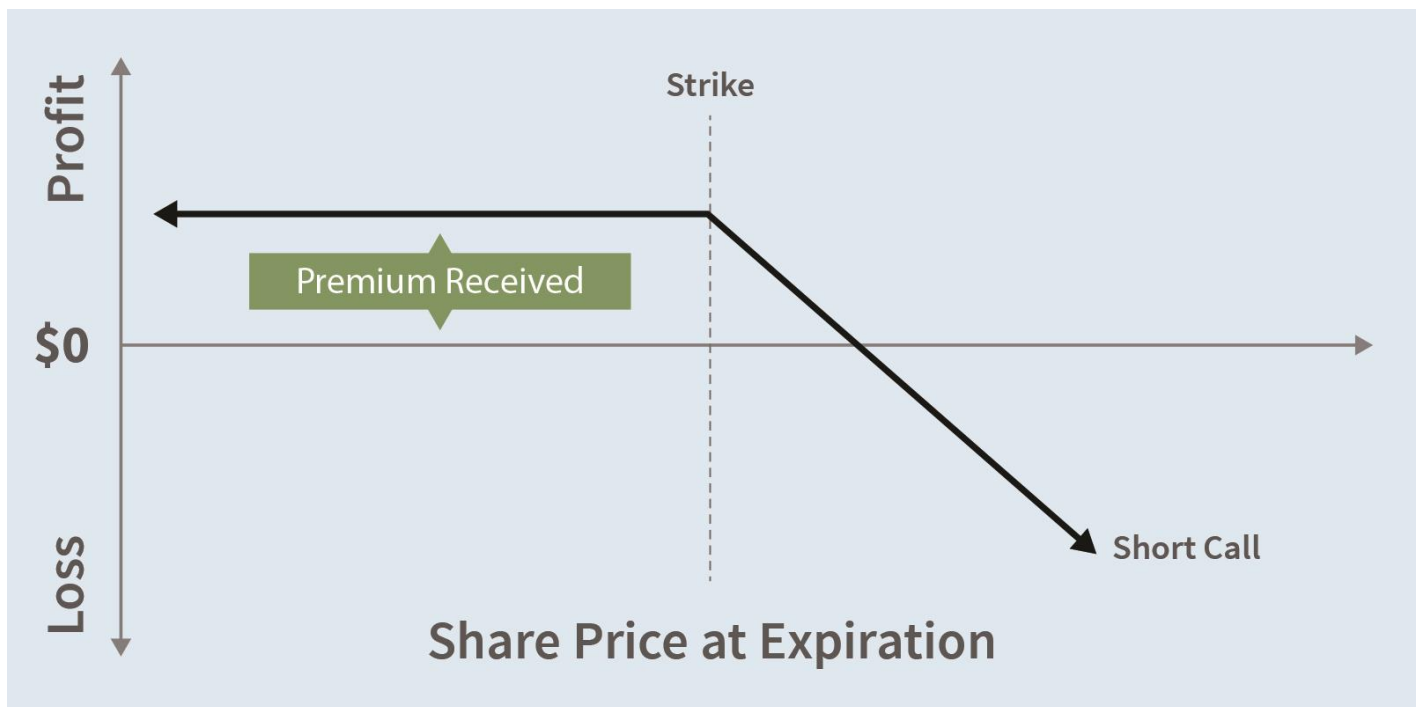 Profit
Strike
Premium Received
$0
Short Call
Loss
Share Price at Expiration